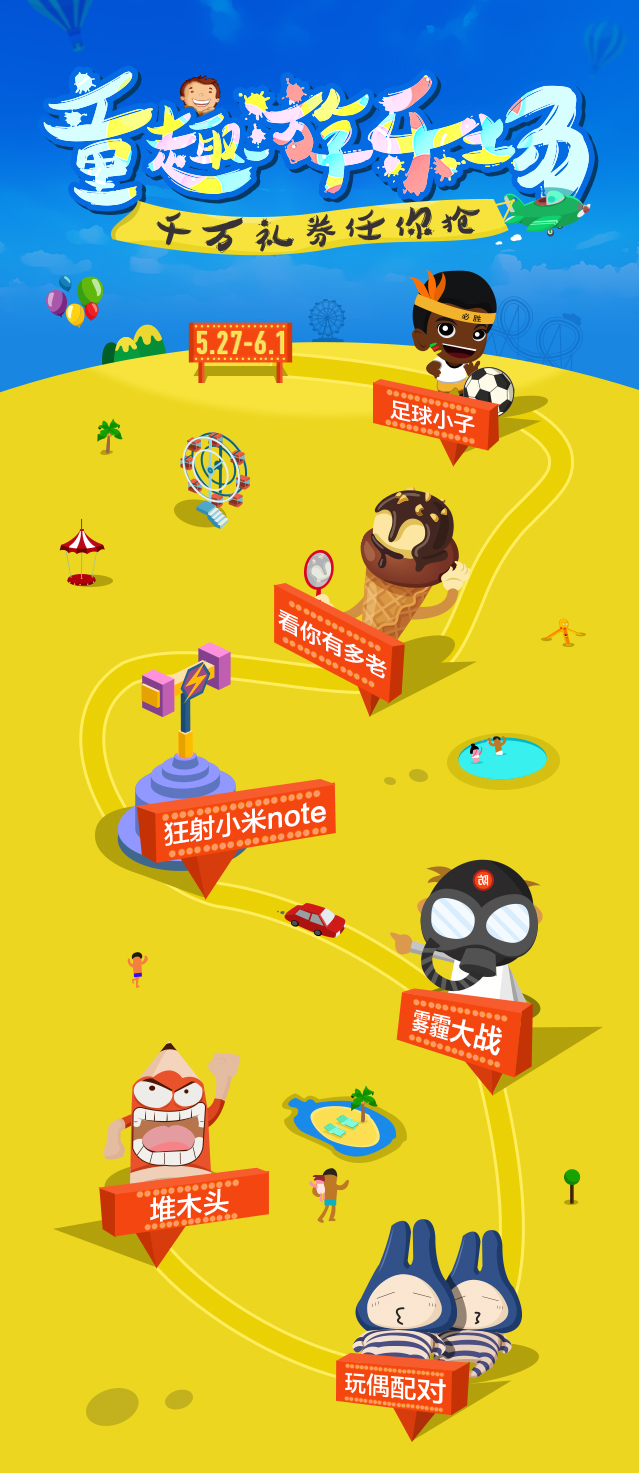 童趣游乐场
千万礼券任你抢
5.27-6.1
必胜
足球小子
看你有多老
狂射小米note
防
雾霾大战
堆木头
玩偶配对